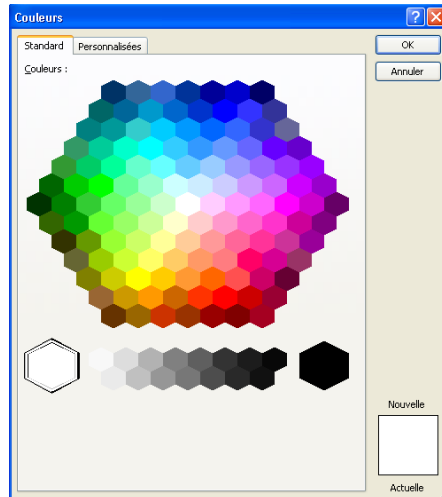 Couleurs
Standard
Personnalisées
OK
Annuler
Couleurs :
Nouvelle
Actuelle